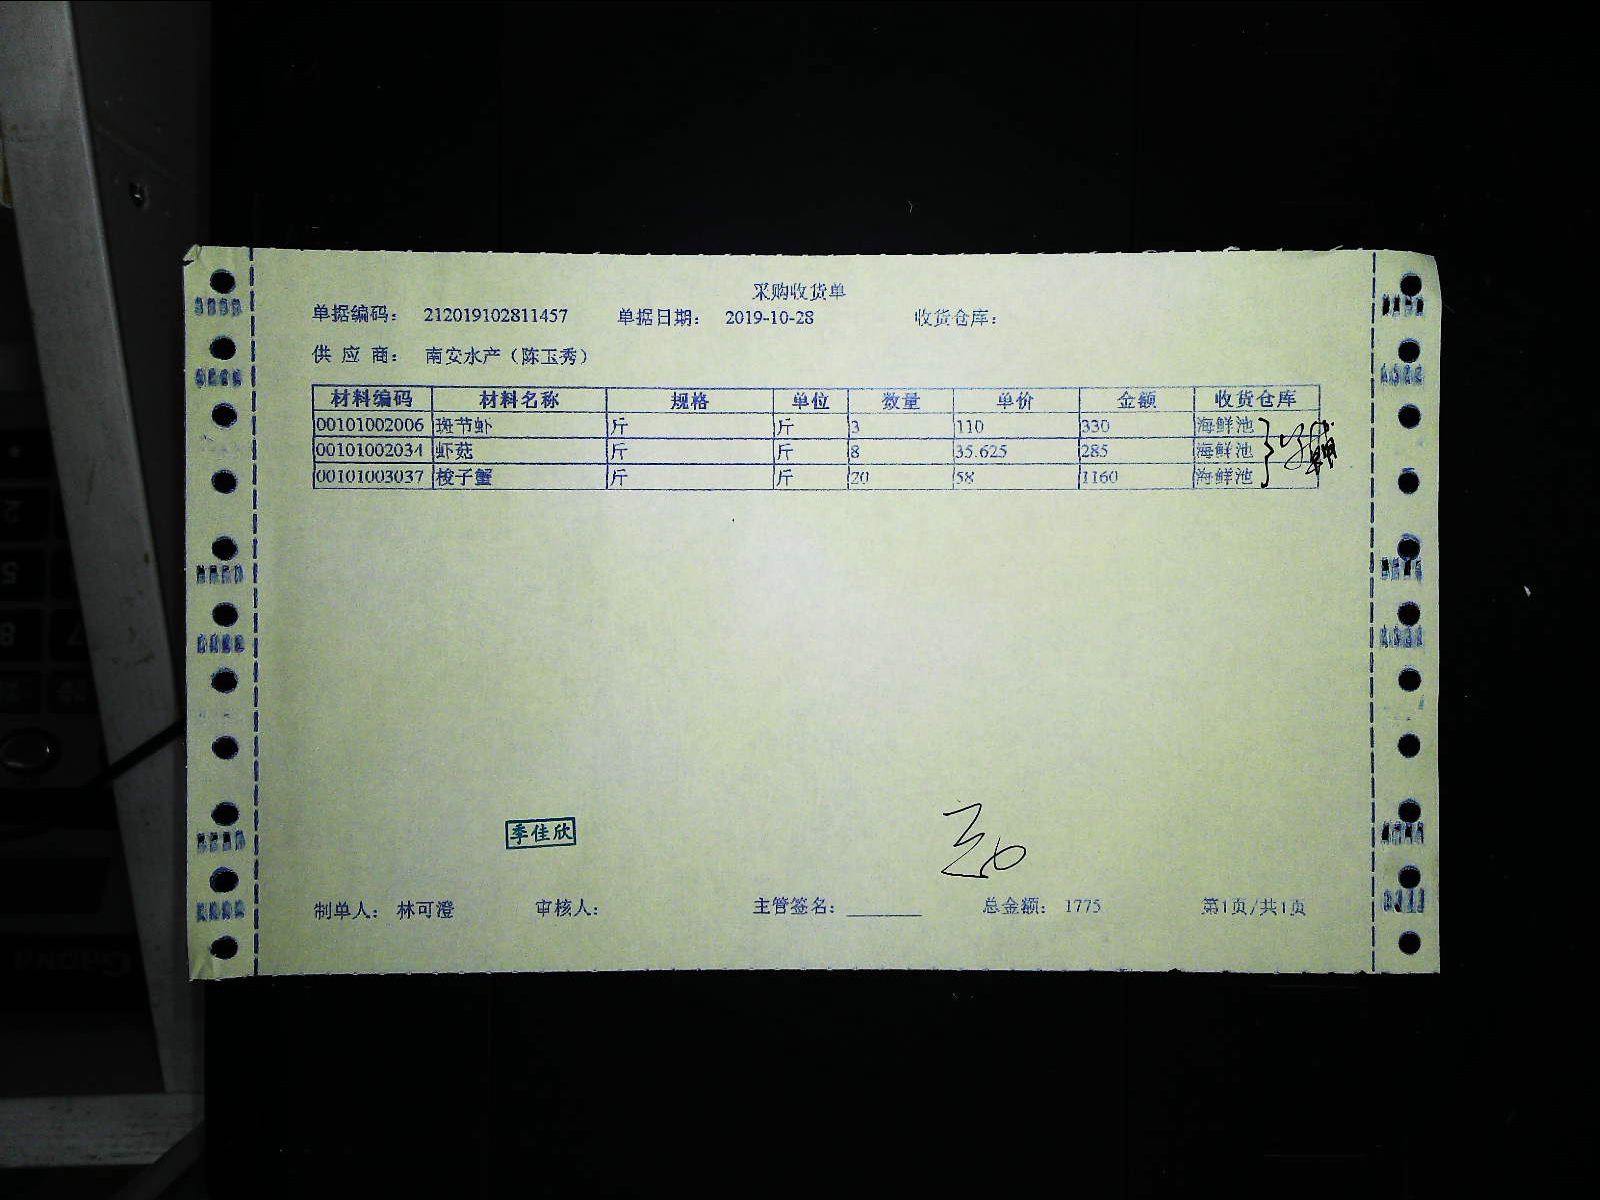 采购收货单
单据编码： 212019102811457 单据日期： 2019-10-28 收货仓库：
供 应 商： 南安水产（陈玉秀）
材料编码 材料名称 规格 单位 数量 单价 金额 收货仓库
00101002006 斑节虾 斤 斤 3 110 330 海鲜池
00101002034 虾菇 斤 斤 8 35.625 285 海鲜池
00101003037 梭子蟹 斤 斤 20 58 1160 海鲜池
季佳欣
制单人： 林可澄 审核人： 主管签名：________ 总金额： 1775 第1页/共1页